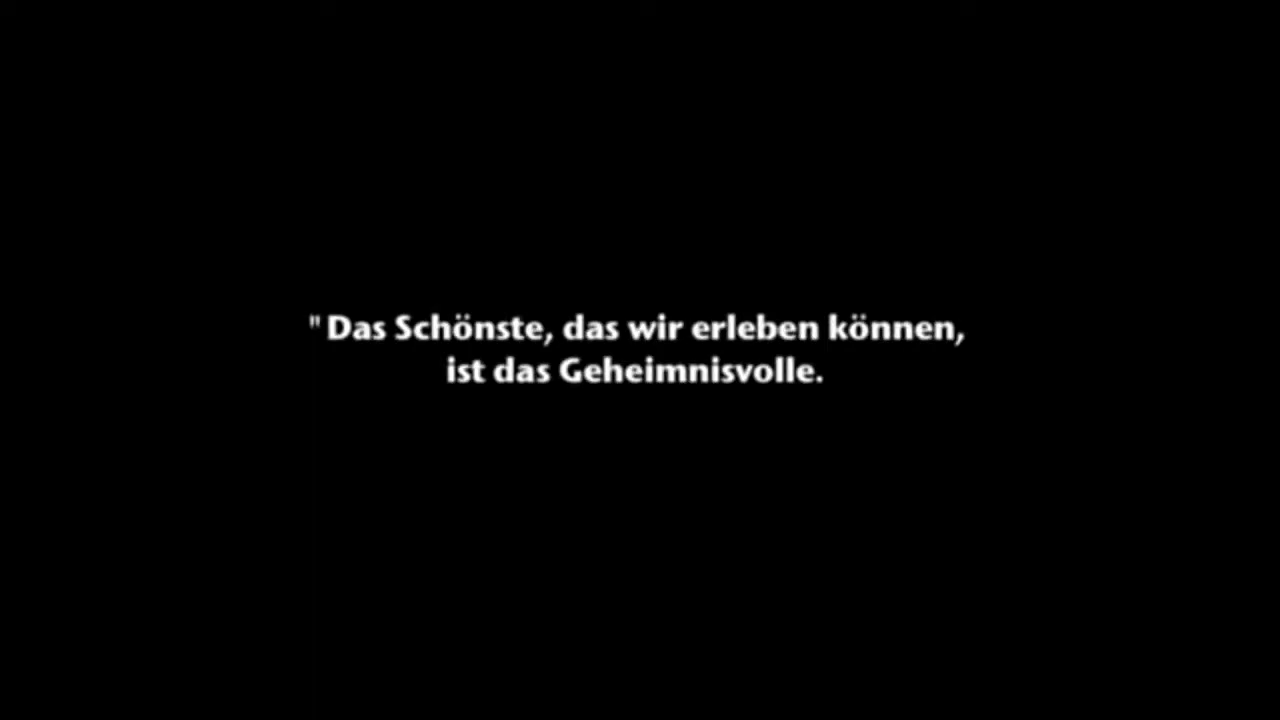 "Das Schönste, das wir erleben können,
ist das Geheimnisvolle.